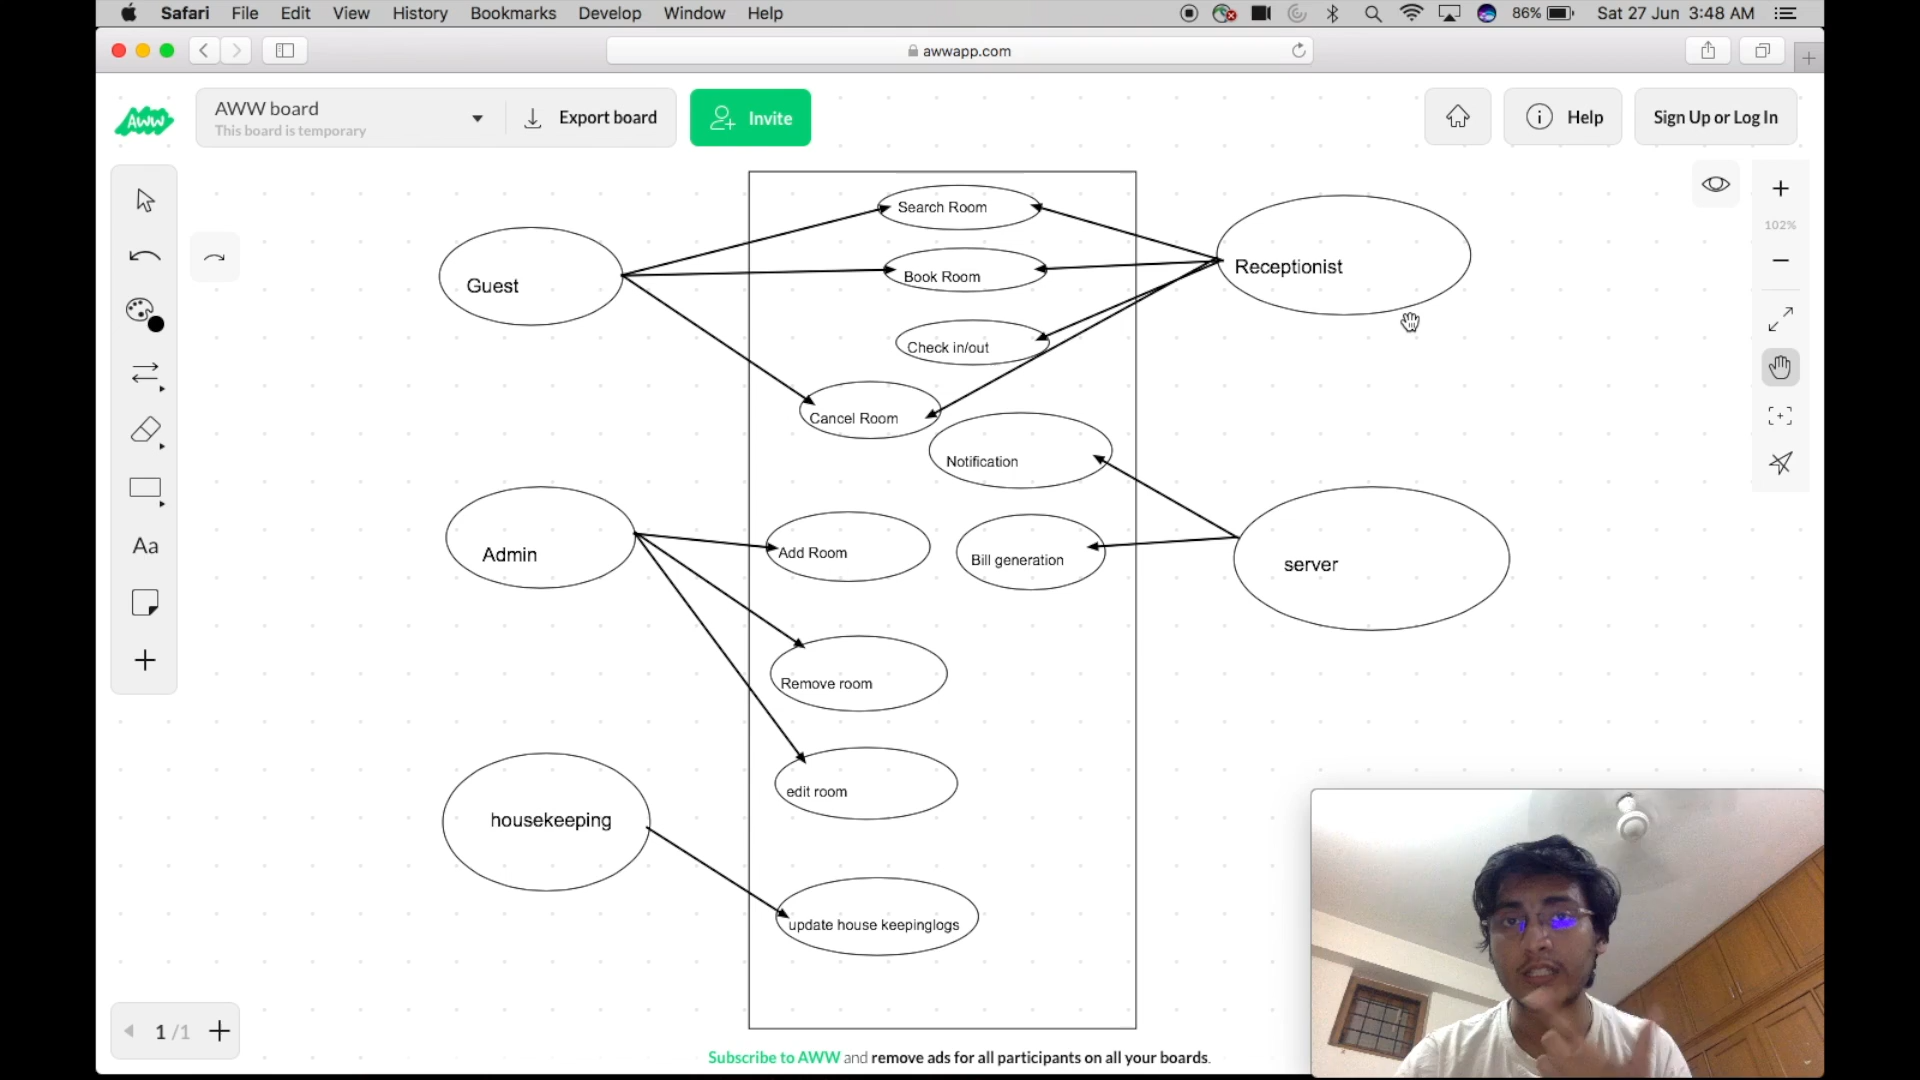 Safari File Edit View History Bookmarks Develop Window Help 86% Sat 27 Jun 3:48 AM
awwapp.com
AWW
AWW board
This board is temporary
Export board
Invite
Help
Sign Up or Log In
102%
Aa
Search Room
Book Room
Check in/out
Cancel Room
Notification
Add Room
Bill generation
Remove room
edit room
update house keepinglogs
Guest
Receptionist
Admin
server
housekeeping
1 /1
Subscribe to AWW and remove ads for all participants on all your boards.